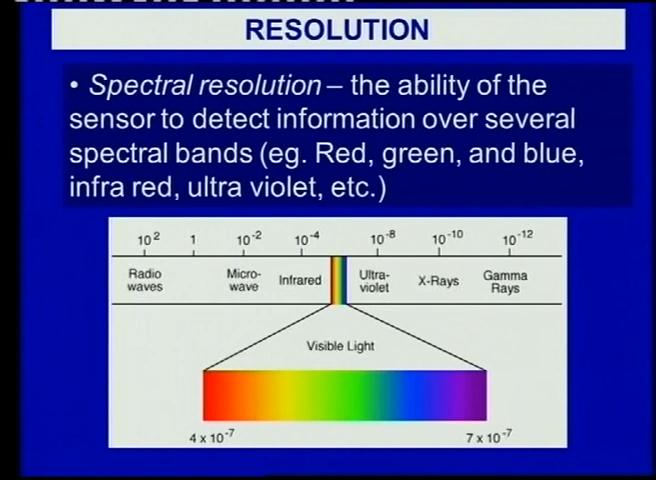 RESOLUTION
• Spectral resolution – the ability of the
sensor to detect information over several
spectral bands (eg. Red, green, and blue,
infra red, ultra violet, etc.)
10² 1 10⁻² 10⁻⁴ 10⁻⁸ 10⁻¹⁰ 10⁻¹²
Radio waves Micro-wave Infrared Ultra-violet X-Rays Gamma Rays
Visible Light
4 x 10⁻⁷ 7 x 10⁻⁷